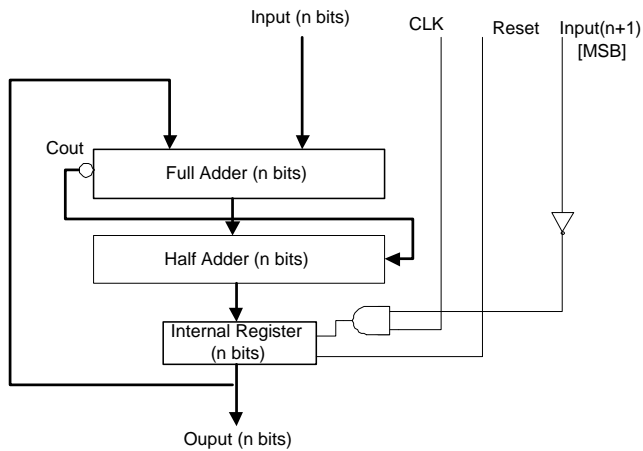 Input (n bits)
CLK
Reset
Input(n+1)
[MSB]
Cout
Full Adder (n bits)
Half Adder (n bits)
Internal Register
(n bits)
Ouput (n bits)